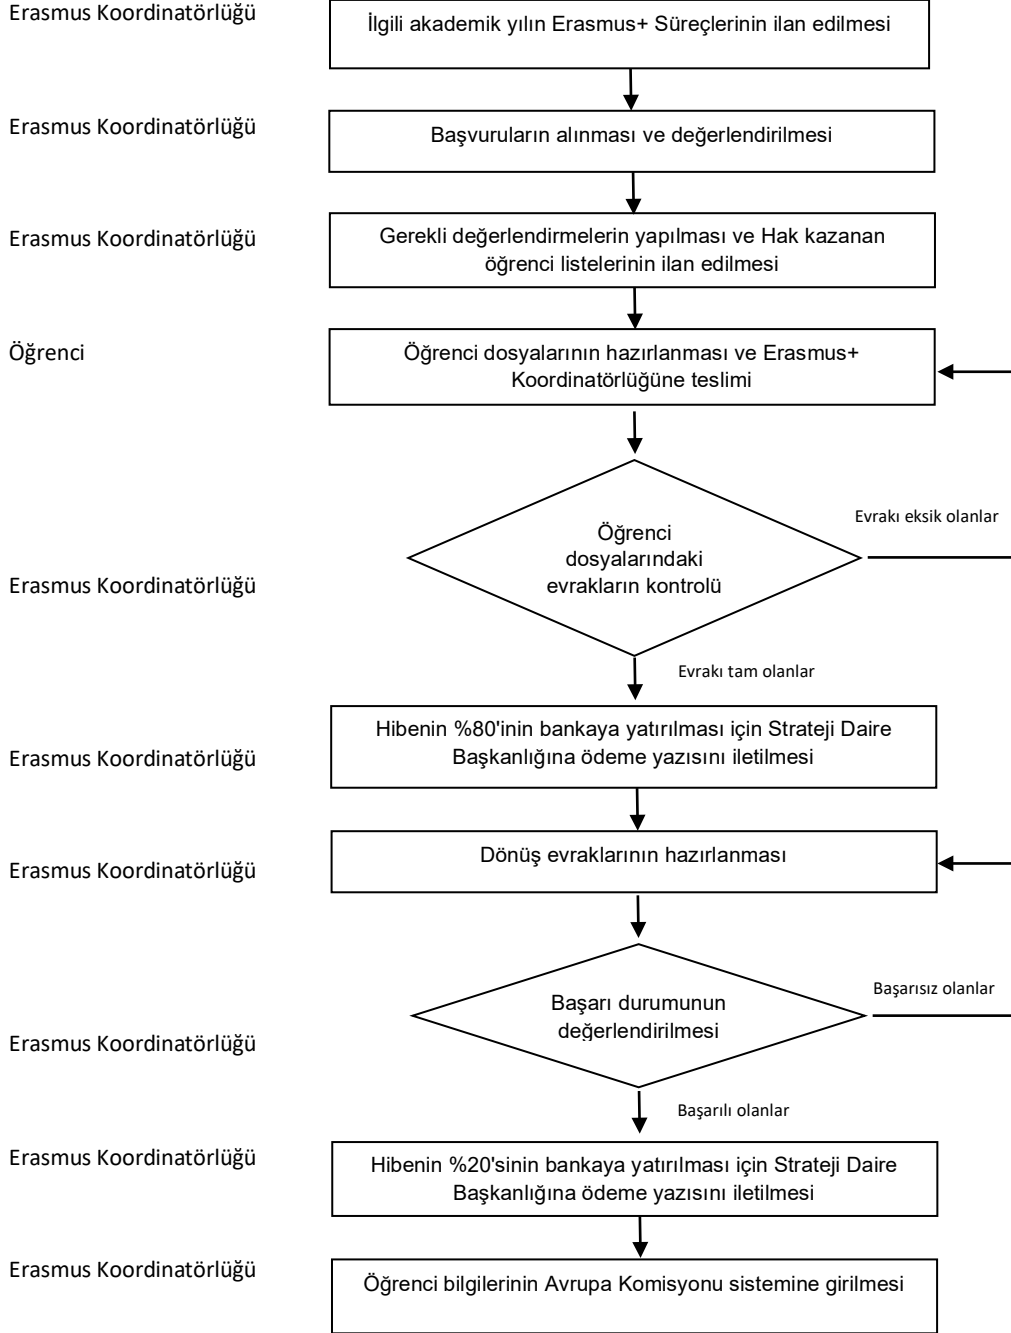 Erasmus Koordinatörlüğü
İlgili akademik yılın Erasmus+ Süreçlerinin ilan edilmesi
Erasmus Koordinatörlüğü
Başvuruların alınması ve değerlendirilmesi
Erasmus Koordinatörlüğü
Gerekli değerlendirmelerin yapılması ve Hak kazanan
öğrenci listelerinin ilan edilmesi
Öğrenci
Öğrenci dosyalarının hazırlanması ve Erasmus+
Koordinatörlüğüne teslimi
Evrakı eksik olanlar
Öğrenci
dosyalarındaki
evrakların kontrolü
Erasmus Koordinatörlüğü
Evrakı tam olanlar
Hibenin %80'inin bankaya yatırılması için Strateji Daire
Başkanlığına ödeme yazısını iletilmesi
Erasmus Koordinatörlüğü
Dönüş evraklarının hazırlanması
Erasmus Koordinatörlüğü
Başarısız olanlar
Başarı durumunun
değerlendirilmesi
Erasmus Koordinatörlüğü
Başarılı olanlar
Erasmus Koordinatörlüğü
Hibenin %20'sinin bankaya yatırılması için Strateji Daire
Başkanlığına ödeme yazısını iletilmesi
Erasmus Koordinatörlüğü
Öğrenci bilgilerinin Avrupa Komisyonu sistemine girilmesi